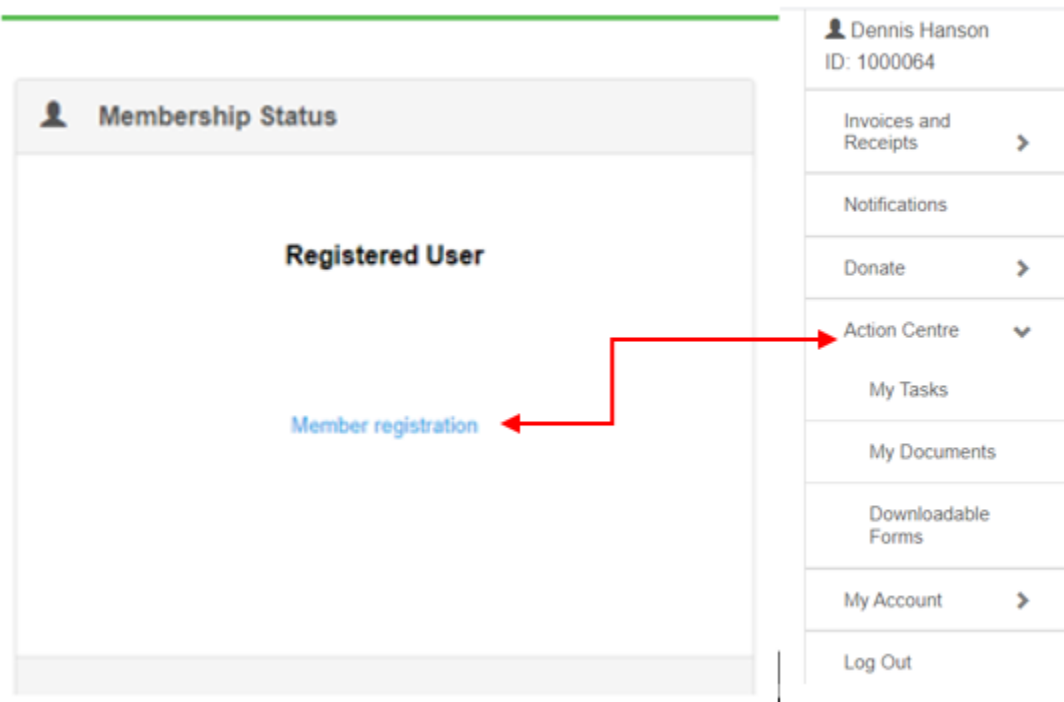 Membership Status
Registered User
Member registration
Dennis Hanson
ID: 1000064
Invoices and
Receipts
Notifications
Donate
Action Centre
My Tasks
My Documents
Downloadable
Forms
My Account
Log Out